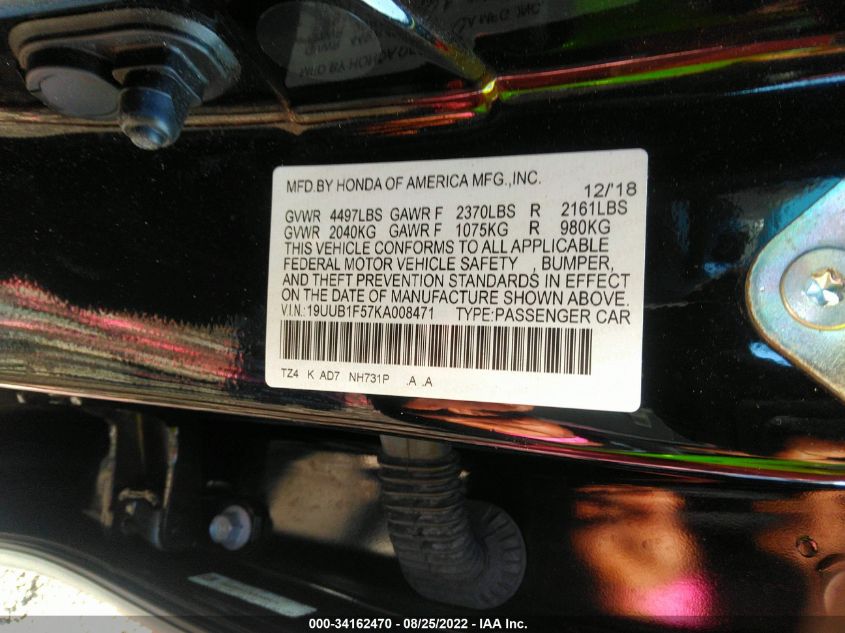 MFD.BY HONDA OF AMERICA MFG.,INC.
12/'18
GVWR 4497LBS GAWR F 2370LBS R 2161LBS
GVWR 2040KG GAWR F 1075KG R 980KG
THIS VEHICLE CONFORMS TO ALL APPLICABLE
FEDERAL MOTOR VEHICLE SAFETY , BUMPER,
AND THEFT PREVENTION STANDARDS IN EFFECT
ON THE DATE OF MANUFACTURE SHOWN ABOVE.
V.I.N.:19UUB1F57KA008471 TYPE:PASSENGER CAR
TZ4 K AD7 NH731P .A .A
000-34162470 - 08/25/2022 - IAA Inc.